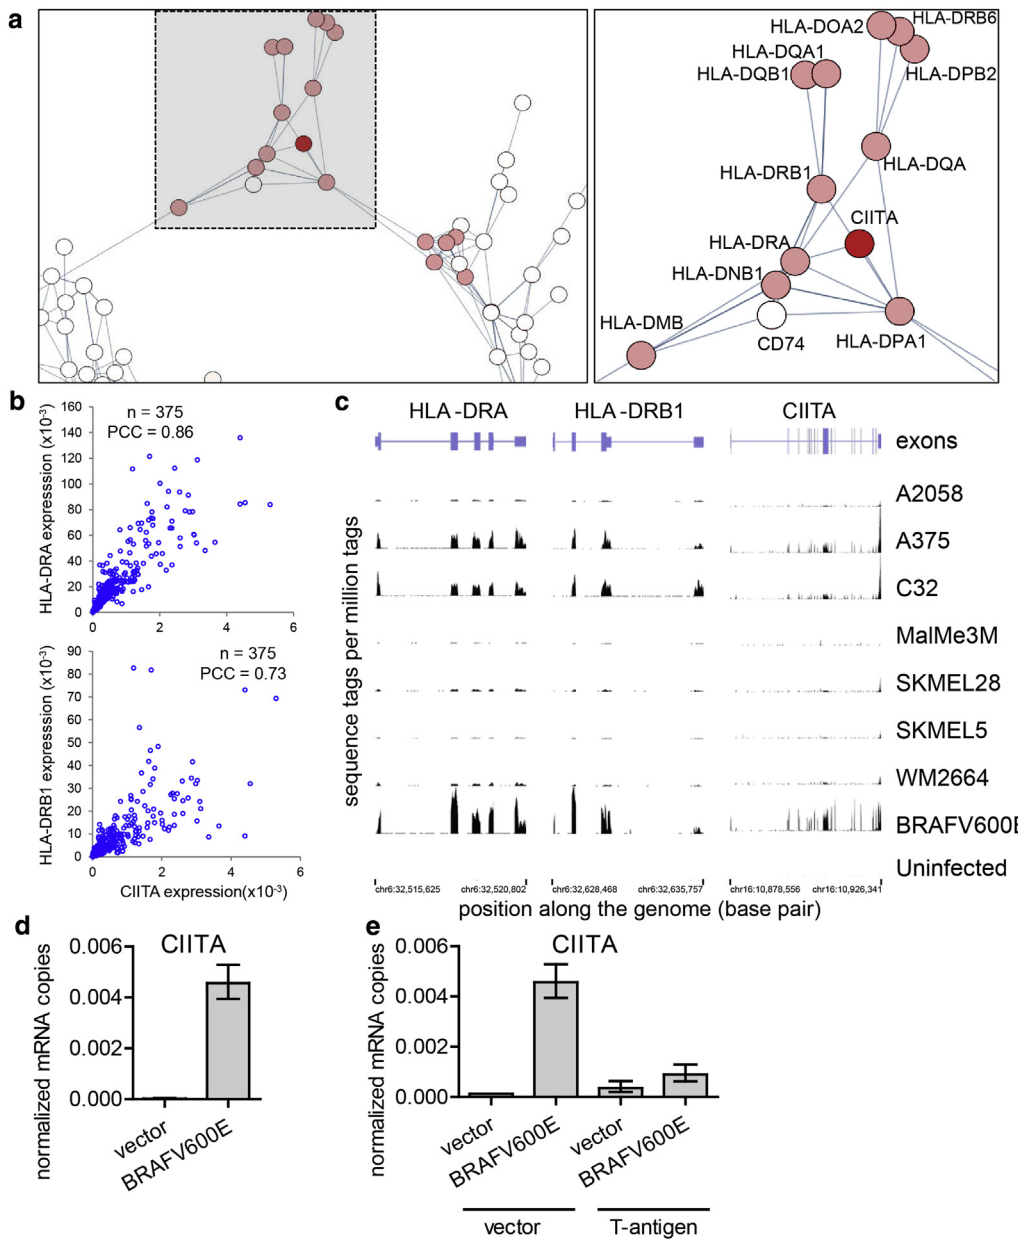 a
HLA-DOA2
HLA-DRB6
HLA-DQA1
HLA-DQB1
HLA-DPB2
HLA-DRB1
HLA-DQA
CIITA
HLA-DRA
HLA-DNB1
HLA-DMB
CD74
HLA-DPA1
b
HLA-DRA expresssion (x10-3)
160
140
120
100
80
60
40
20
0
n = 375
PCC = 0.86
0 2 4 6
HLA-DRB1 expresssion (x10-3)
90
80
70
60
50
40
30
20
10
0
n = 375
PCC = 0.73
0 2 4 6
CIITA expression(x10-3)
c
HLA -DRA HLA -DRB1 CIITA
exons
sequence tags per million tags
A2058
A375
C32
MalMe3M
SKMEL28
SKMEL5
WM2664
BRAFV600E
Uninfected
chr6:32,515,625 chr6:32,520,802 chr6:32,628,468 chr6:32,635,757 chr16:10,878,556 chr16:10,926,341
position along the genome (base pair)
d
CIITA
normalized mRNA copies
0.006
0.004
0.002
0.000
vector
BRAFV600E
e
CIITA
normalized mRNA copies
0.006
0.004
0.002
0.000
vector
BRAFV600E
vector
BRAFV600E
vector
T-antigen